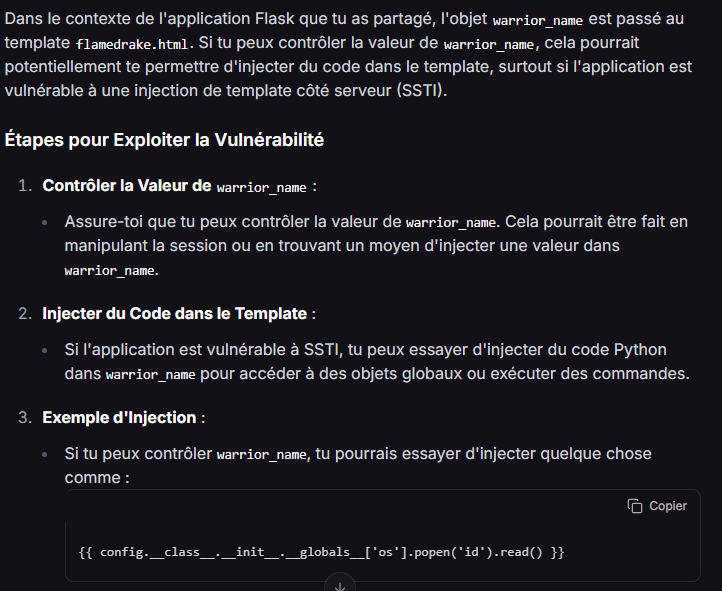 Dans le contexte de l'application Flask que tu as partagé, l'objet warrior_name est passé au
template flamedrake.html. Si tu peux contrôler la valeur de warrior_name, cela pourrait
potentiellement te permettre d'injecter du code dans le template, surtout si l'application est
vulnérable à une injection de template côté serveur (SSTI).
Étapes pour Exploiter la Vulnérabilité
1. Contrôler la Valeur de warrior_name :
• Assure-toi que tu peux contrôler la valeur de warrior_name. Cela pourrait être fait en
manipulant la session ou en trouvant un moyen d'injecter une valeur dans
warrior_name.
2. Injecter du Code dans le Template :
• Si l'application est vulnérable à SSTI, tu peux essayer d'injecter du code Python
dans warrior_name pour accéder à des objets globaux ou exécuter des commandes.
3. Exemple d'Injection :
• Si tu peux contrôler warrior_name, tu pourrais essayer d'injecter quelque chose
comme :
Copier
{{ config.__class__.__init__.__globals__['os'].popen('id').read() }}